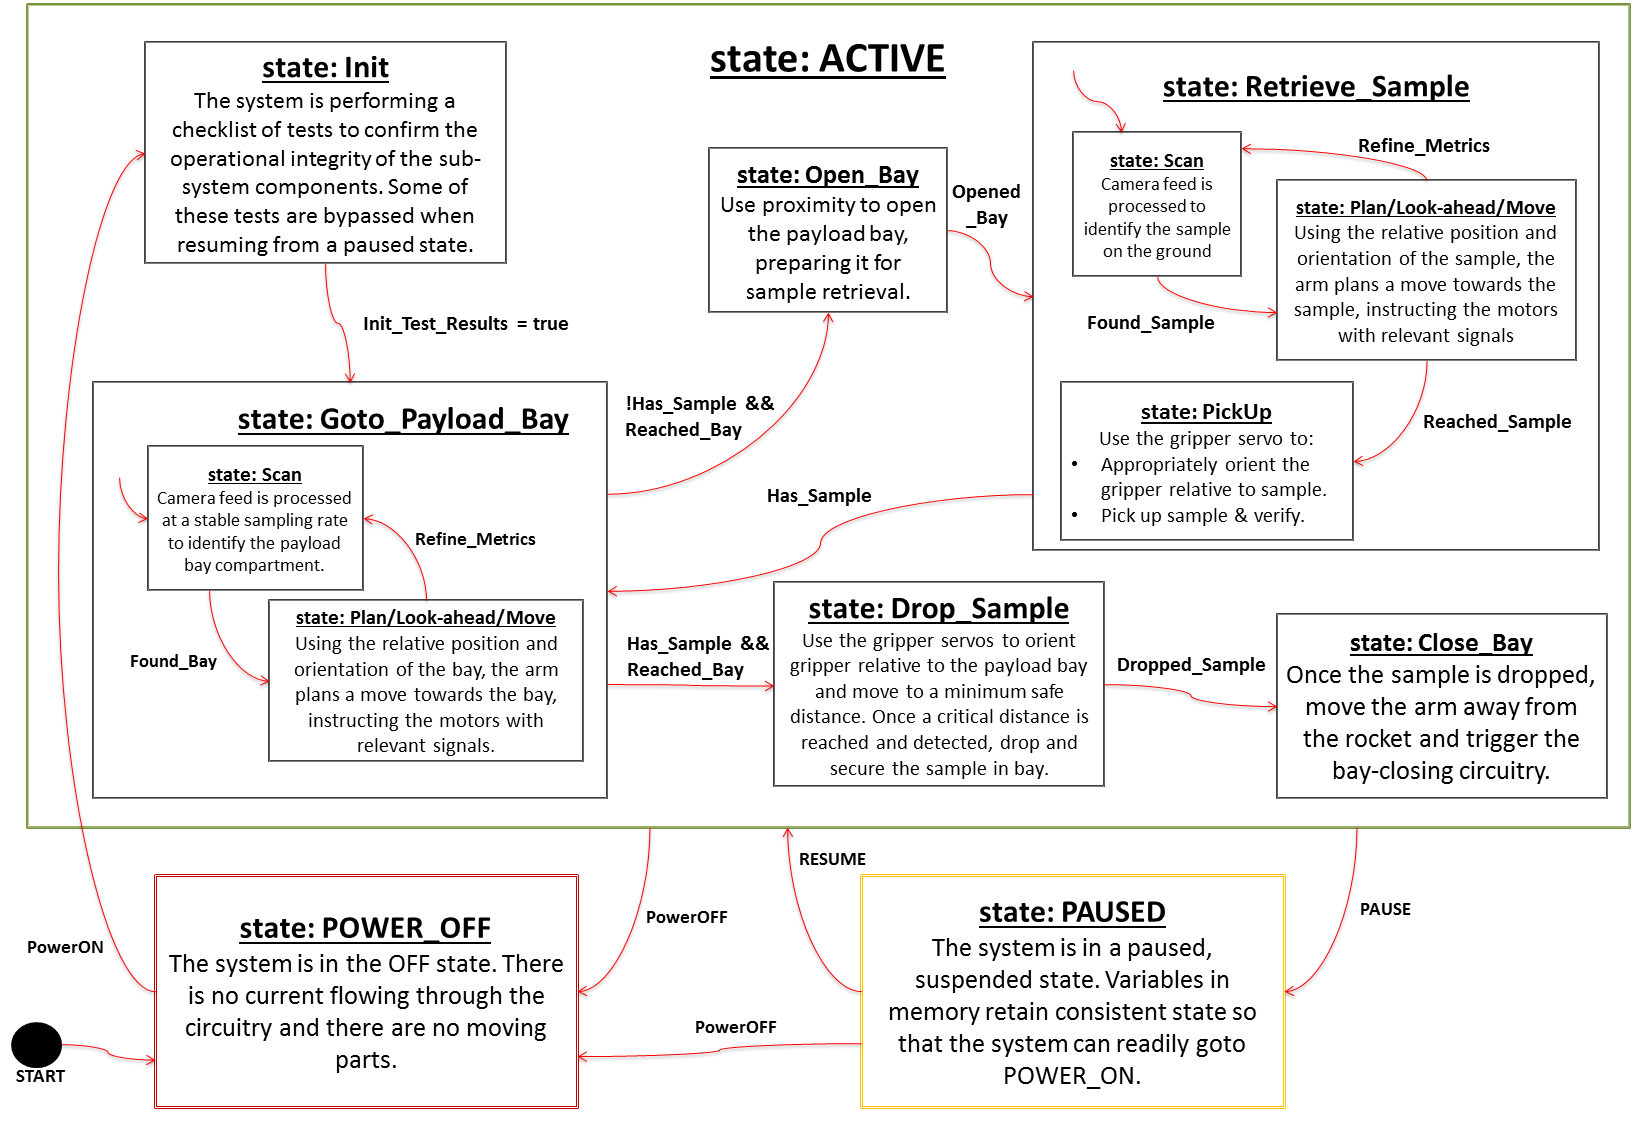 state: ACTIVE
state: Init
The system is performing a
checklist of tests to confirm the
operational integrity of the sub-
system components. Some of
these tests are bypassed when
resuming from a paused state.
Init_Test_Results = true
state: Open_Bay
Use proximity to open
the payload bay,
preparing it for
sample retrieval.
Opened
_Bay
state: Retrieve_Sample
state: Scan
Camera feed is
processed to
identify the sample
on the ground
Refine_Metrics
Found_Sample
state: Plan/Look-ahead/Move
Using the relative position and
orientation of the sample, the
arm plans a move towards the
sample, instructing the motors
with relevant signals
Reached_Sample
state: PickUp
Use the gripper servo to:
• Appropriately orient the
gripper relative to sample.
• Pick up sample & verify.
state: Goto_Payload_Bay
state: Scan
Camera feed is processed
at a stable sampling rate
to identify the payload
bay compartment.
Refine_Metrics
Found_Bay
state: Plan/Look-ahead/Move
Using the relative position and
orientation of the bay, the arm
plans a move towards the bay,
instructing the motors with
relevant signals.
!Has_Sample &&
Reached_Bay
Has_Sample
Has_Sample &&
Reached_Bay
state: Drop_Sample
Use the gripper servos to orient
gripper relative to the payload bay
and move to a minimum safe
distance. Once a critical distance is
reached and detected, drop and
secure the sample in bay.
Dropped_Sample
state: Close_Bay
Once the sample is dropped,
move the arm away from
the rocket and trigger the
bay-closing circuitry.
PowerON
START
state: POWER_OFF
The system is in the OFF state. There
is no current flowing through the
circuitry and there are no moving
parts.
PowerOFF
RESUME
PowerOFF
PAUSE
state: PAUSED
The system is in a paused,
suspended state. Variables in
memory retain consistent state so
that the system can readily goto
POWER_ON.